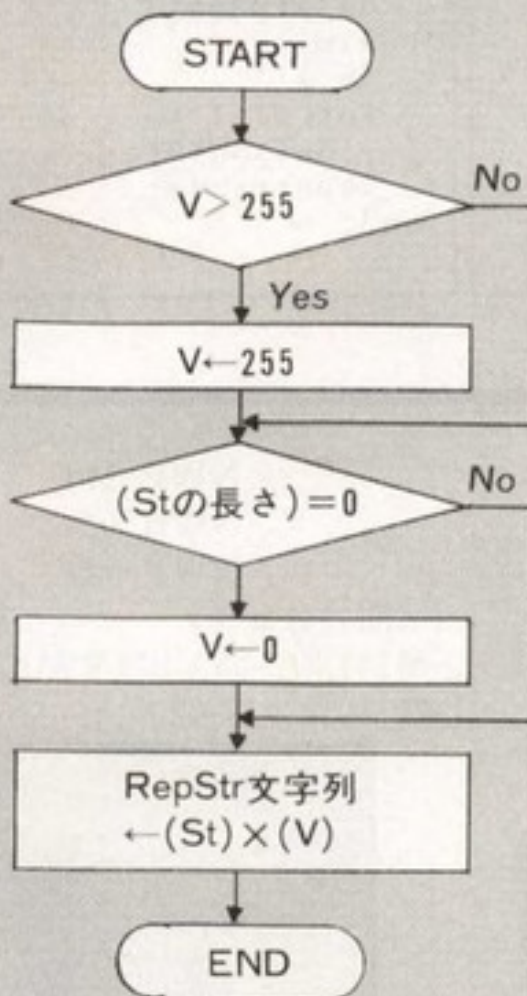 START
V>255
No
Yes
V←255
(Stの長さ)=0
No
V←0
RepStr文字列
←(St)×(V)
END